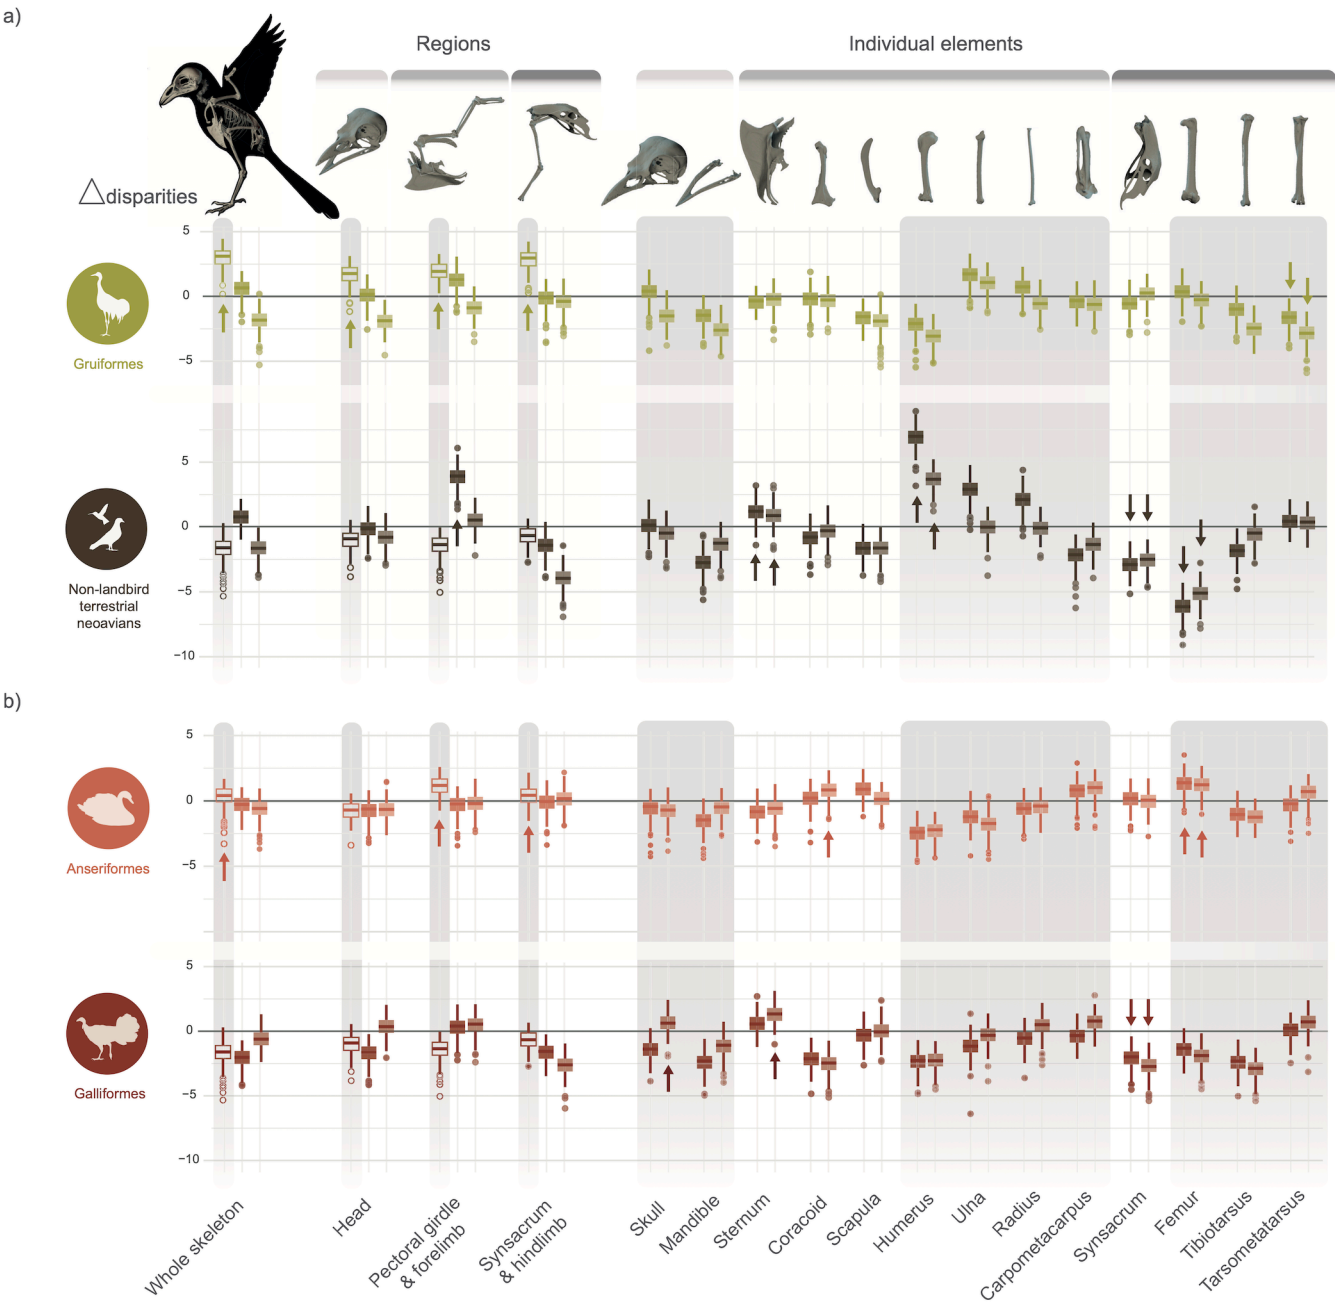 a)
Regions
Individual elements
△disparities
5
0
−5
Gruiformes
5
0
−5
−10
Non-landbird
terrestrial
neoavians
b)
5
0
−5
Anseriformes
5
0
−5
−10
Galliformes
Whole skeleton
Head
Pectoral girdle
& forelimb
Synsacrum
& hindlimb
Skull
Mandible
Sternum
Coracoid
Scapula
Humerus
Ulna
Radius
Carpometacarpus
Synsacrum
Femur
Tibiotarsus
Tarsometatarsus